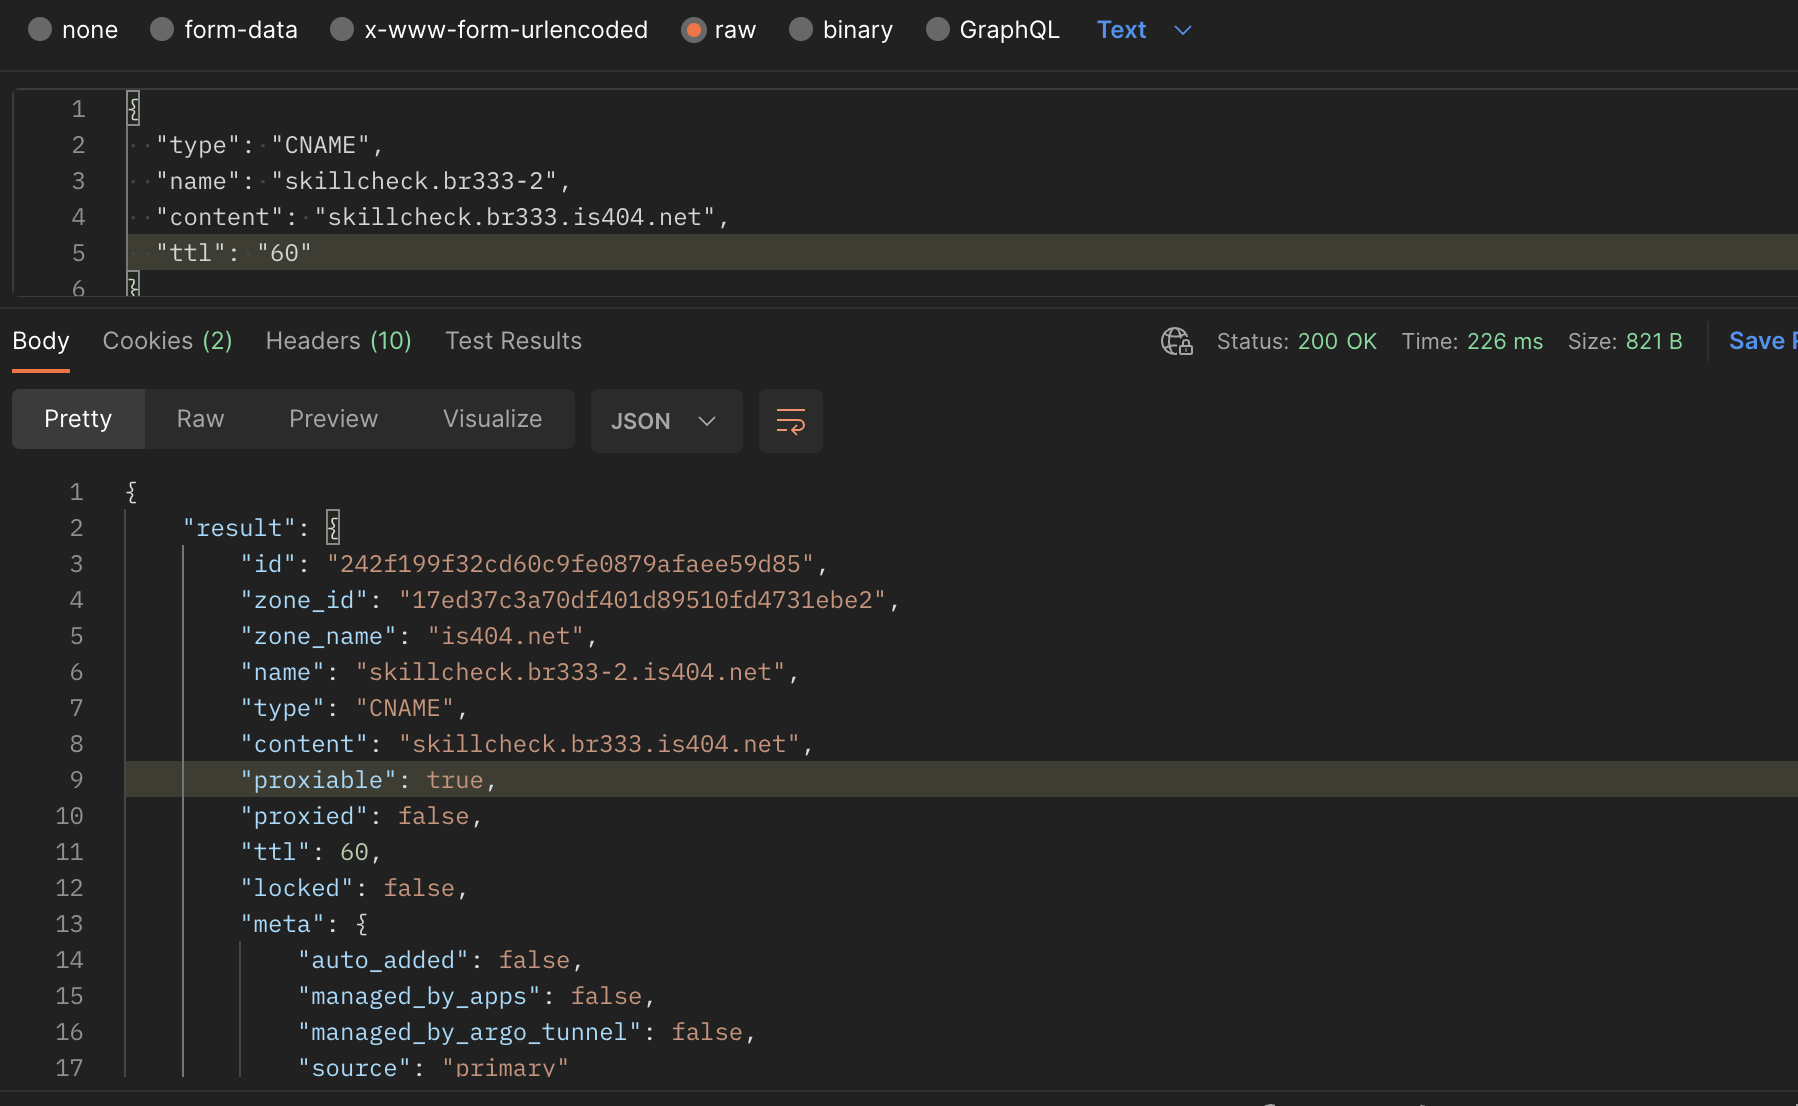 none form-data x-www-form-urlencoded raw binary GraphQL Text
1 {
2 "type": "CNAME",
3 "name": "skillcheck.br333-2",
4 "content": "skillcheck.br333.is404.net",
5 "ttl": "60"
6 }
Body Cookies (2) Headers (10) Test Results Status: 200 OK Time: 226 ms Size: 821 B Save
Pretty Raw Preview Visualize JSON
1 {
2 "result": {
3 "id": "242f199f32cd60c9fe0879afaee59d85",
4 "zone_id": "17ed37c3a70df401d89510fd4731ebe2",
5 "zone_name": "is404.net",
6 "name": "skillcheck.br333-2.is404.net",
7 "type": "CNAME",
8 "content": "skillcheck.br333.is404.net",
9 "proxiable": true,
10 "proxied": false,
11 "ttl": 60,
12 "locked": false,
13 "meta": {
14 "auto_added": false,
15 "managed_by_apps": false,
16 "managed_by_argo_tunnel": false,
17 "source": "primary"